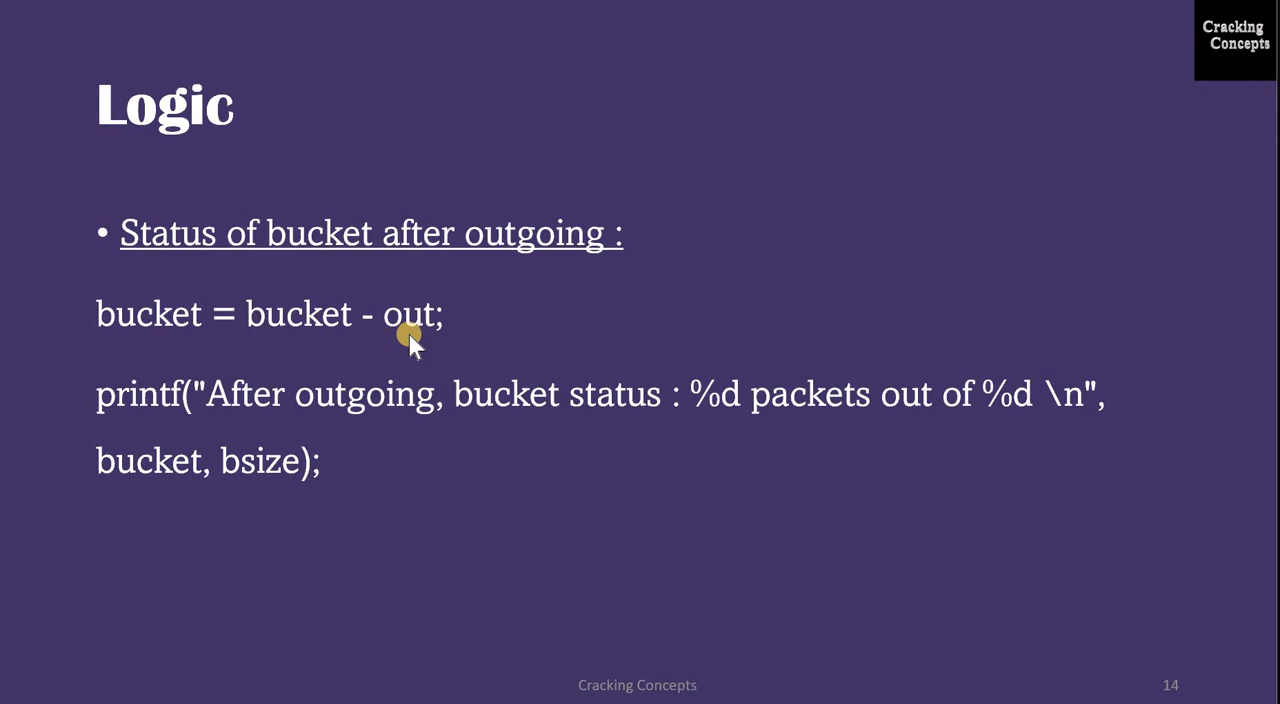 Cracking
Concepts
Logic
• Status of bucket after outgoing :
bucket = bucket - out;
printf("After outgoing, bucket status : %d packets out of %d \n",
bucket, bsize);
Cracking Concepts
14